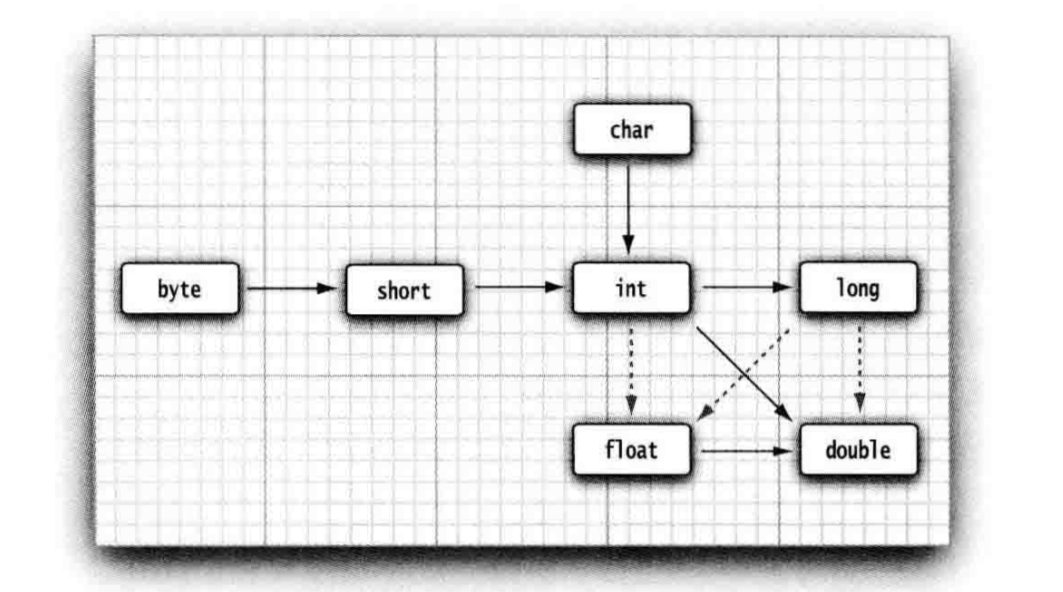 char
byte
short
int
long
float
double